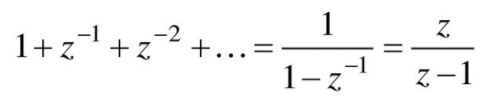 1 + z⁻¹ + z⁻² + … = 1 / (1 − z⁻¹) = z / (z − 1)